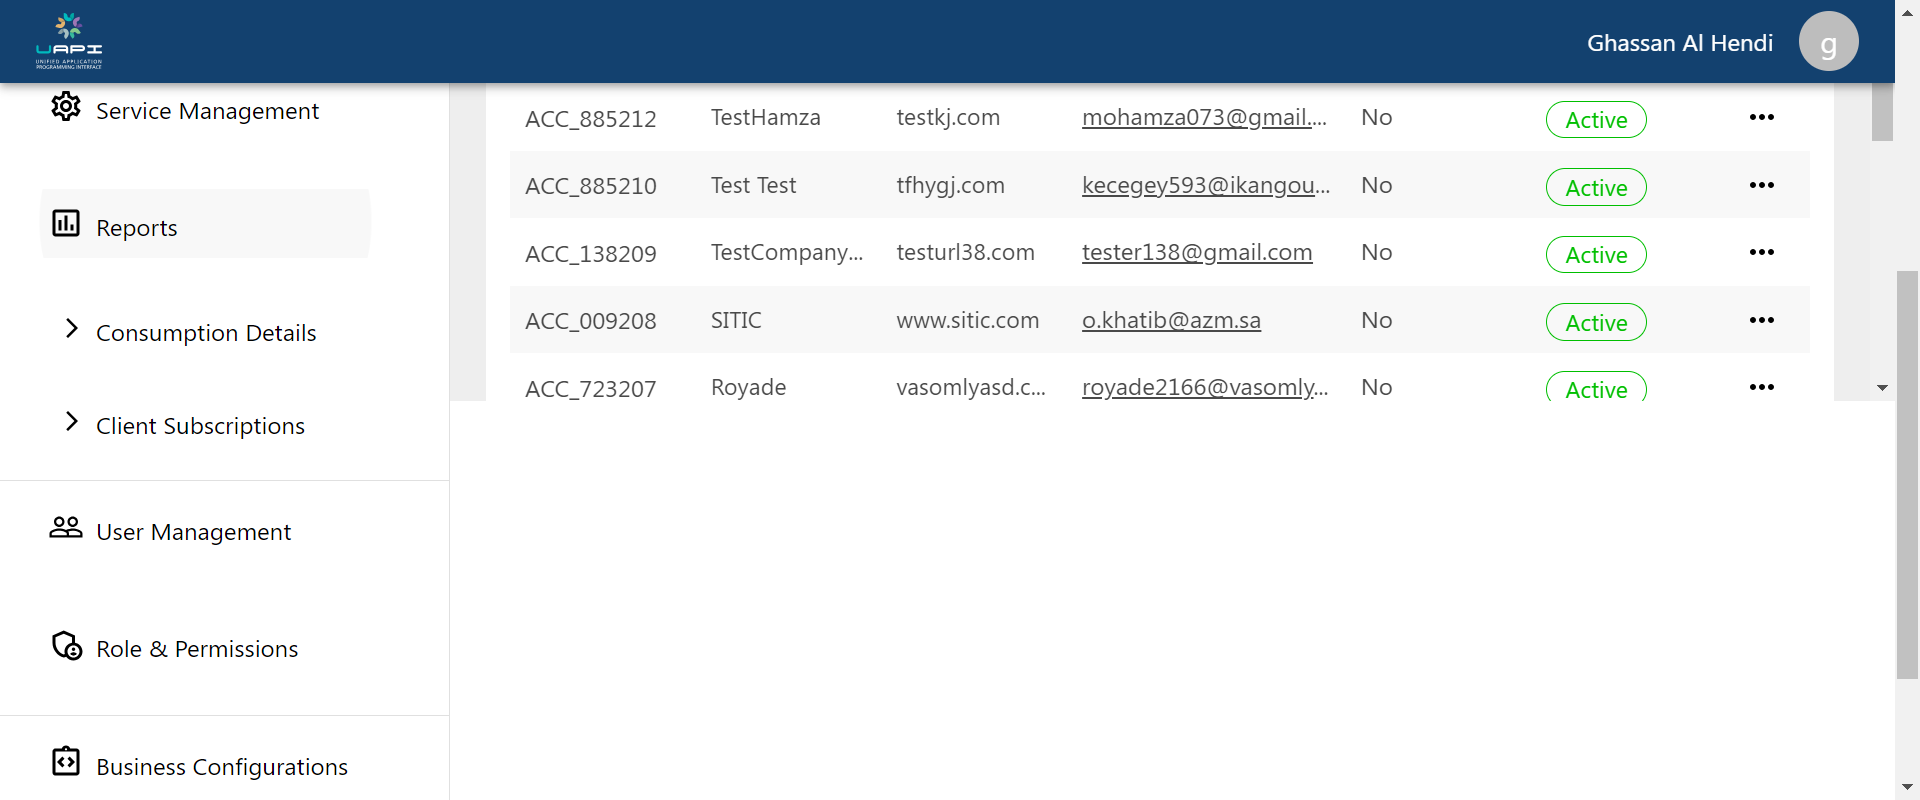 UAPI
UNIFIED APPLICATION
PROGRAMMING INTERFACE
Ghassan Al Hendi
g
Service Management
Reports
Consumption Details
Client Subscriptions
User Management
Role & Permissions
Business Configurations
ACC_885212 TestHamza testkj.com mohamza073@gmail.... No Active
ACC_885210 Test Test tfhygj.com kecegey593@ikangou... No Active
ACC_138209 TestCompany... testurl38.com tester138@gmail.com No Active
ACC_009208 SITIC www.sitic.com o.khatib@azm.sa No Active
ACC_723207 Royade vasomlyasd.c... royade2166@vasomly... No Active